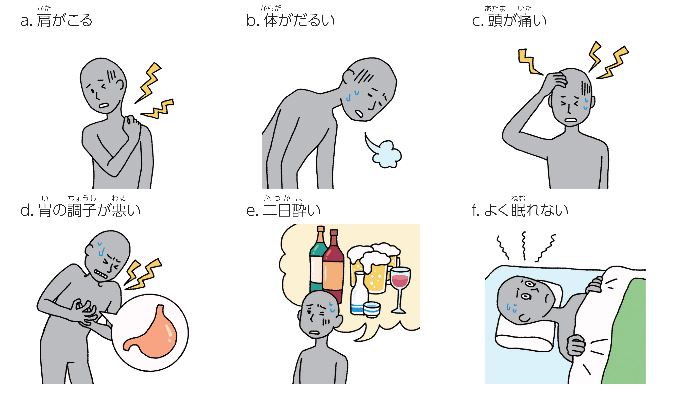 a. 肩がこる
b. 体がだるい
c. 頭が痛い
d. 胃の調子が悪い
e. 二日酔い
f. よく眠れない